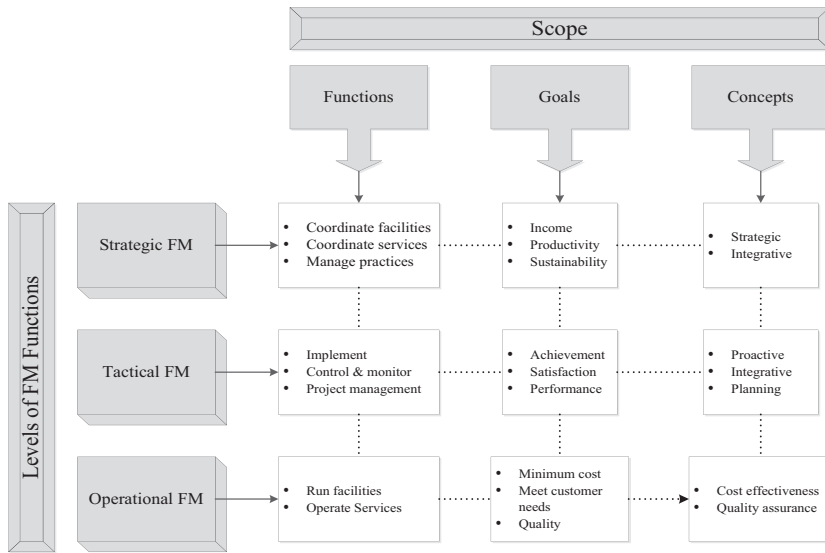 Scope
Functions
Goals
Concepts
Levels of FM Functions
Strategic FM
• Coordinate facilities
• Coordinate services
• Manage practices
• Income
• Productivity
• Sustainability
• Strategic
• Integrative
Tactical FM
• Implement
• Control & monitor
• Project management
• Achievement
• Satisfaction
• Performance
• Proactive
• Integrative
• Planning
Operational FM
• Run facilities
• Operate Services
• Minimum cost
• Meet customer
needs
• Quality
• Cost effectiveness
• Quality assurance